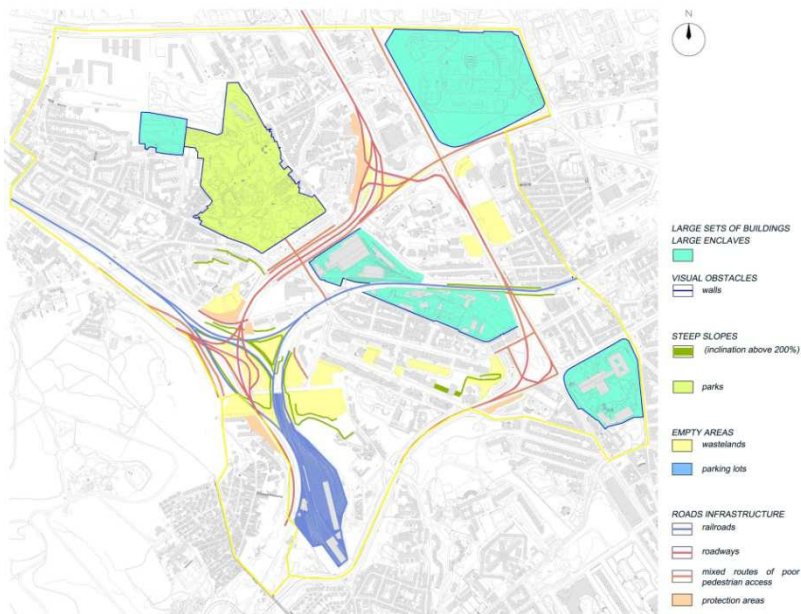 N
LARGE SETS OF BUILDINGS
LARGE ENCLAVES
VISUAL OBSTACLES
walls
STEEP SLOPES
(inclination above 200%)
parks
EMPTY AREAS
wastelands
parking lots
ROADS INFRASTRUCTURE
railroads
roadways
mixed routes of poor
pedestrian access
protection areas